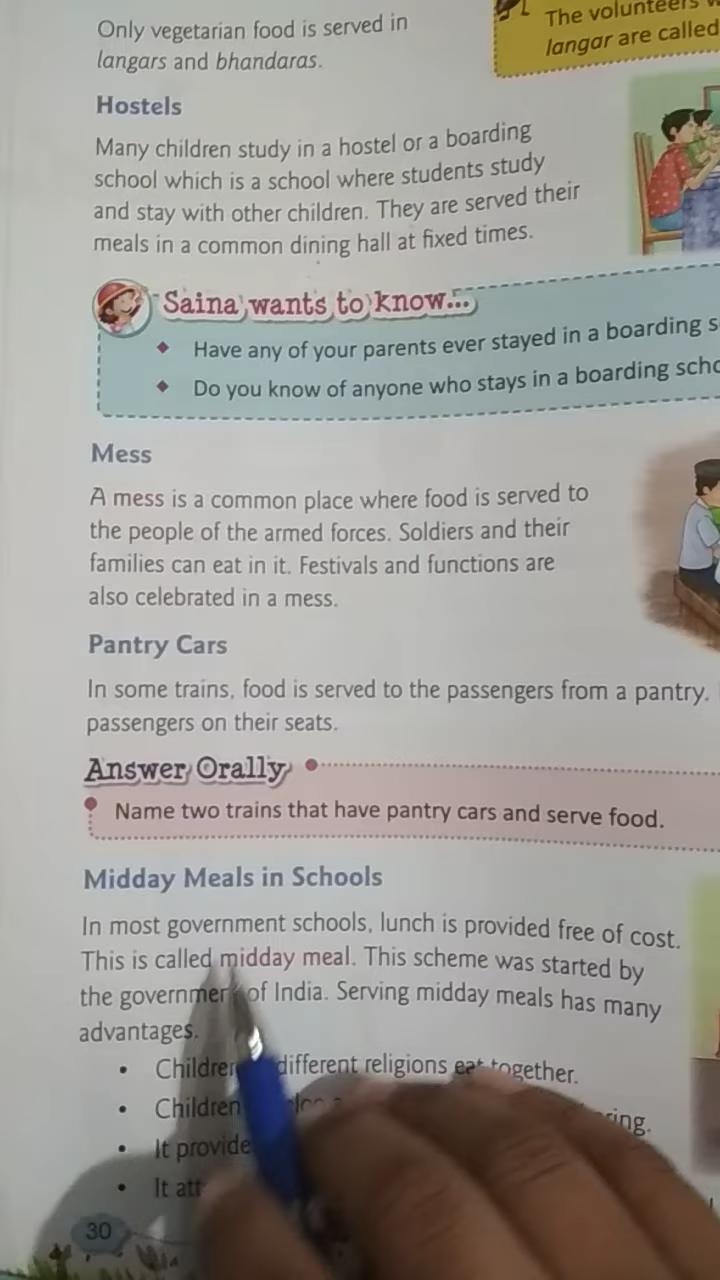 Only vegetarian food is served in
langars and bhandaras.
The volunteers
langar are called
Hostels
Many children study in a hostel or a boarding
school which is a school where students study
and stay with other children. They are served their
meals in a common dining hall at fixed times.
Saina wants to know...
Have any of your parents ever stayed in a boarding
Do you know of anyone who stays in a boarding
Mess
A mess is a common place where food is served to
the people of the armed forces. Soldiers and their
families can eat in it. Festivals and functions are
also celebrated in a mess.
Pantry Cars
In some trains, food is served to the passengers from a pantry.
passengers on their seats.
Answer Orally
Name two trains that have pantry cars and serve food.
Midday Meals in Schools
In most government schools, lunch is provided free of cost.
This is called midday meal. This scheme was started by
the government of India. Serving midday meals has many
advantages.
• Children different religions eat together.
• Children
• It
• It
30